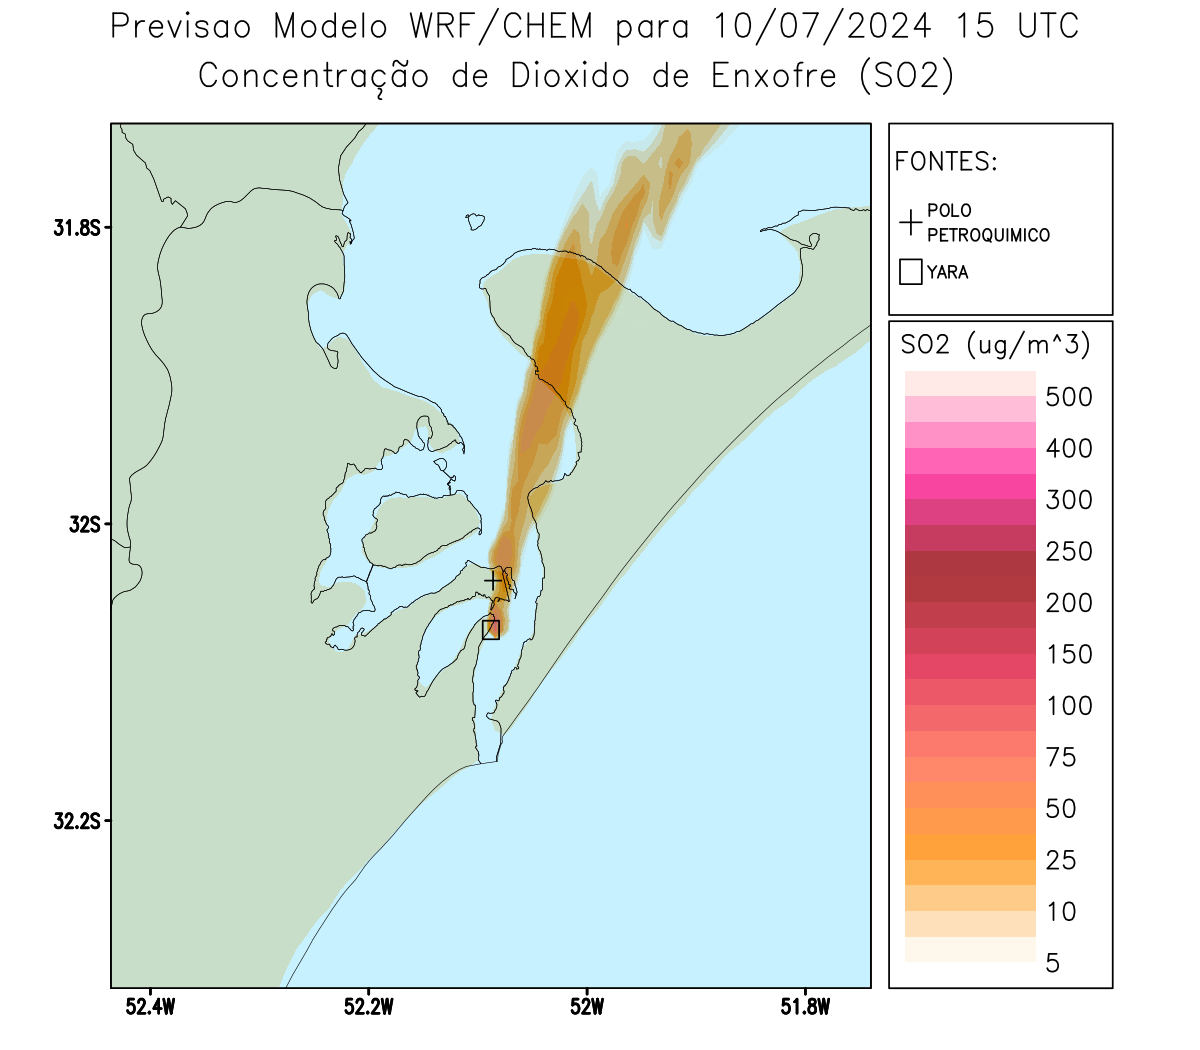 Previsao Modelo WRF/CHEM para 10/07/2024 15 UTC
Concentração de Dioxido de Enxofre (SO2)
FONTES:
POLO
PETROQUIMICO
YARA
SO2 (ug/m^3)
500
400
300
250
200
150
100
75
50
25
10
5
31.8S
32S
32.2S
52.4W
52.2W
52W
51.8W